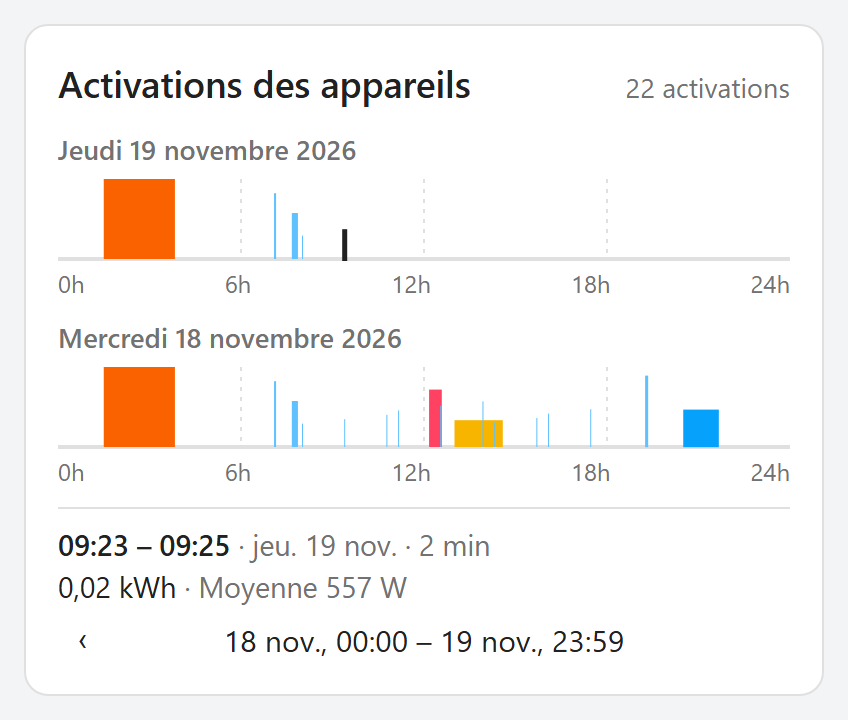 Activations des appareils
22 activations
Jeudi 19 novembre 2026
0h 6h 12h 18h 24h
Mercredi 18 novembre 2026
0h 6h 12h 18h 24h
09:23 – 09:25 · jeu. 19 nov. · 2 min
0,02 kWh · Moyenne 557 W
‹ 18 nov., 00:00 – 19 nov., 23:59